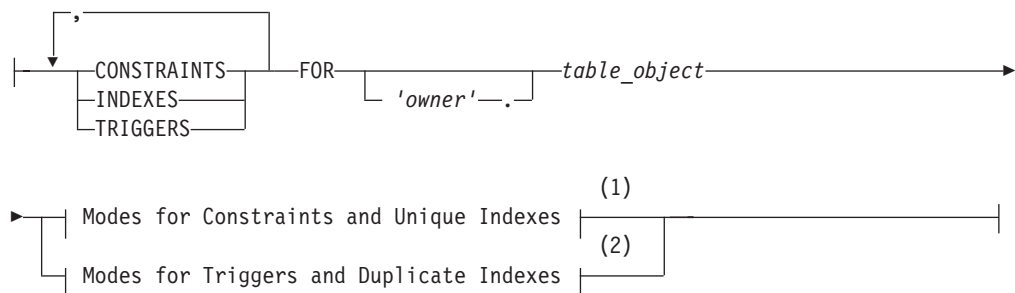 ,
CONSTRAINTS FOR table_object
INDEXES 'owner' .
TRIGGERS
(1)
Modes for Constraints and Unique Indexes
(2)
Modes for Triggers and Duplicate Indexes